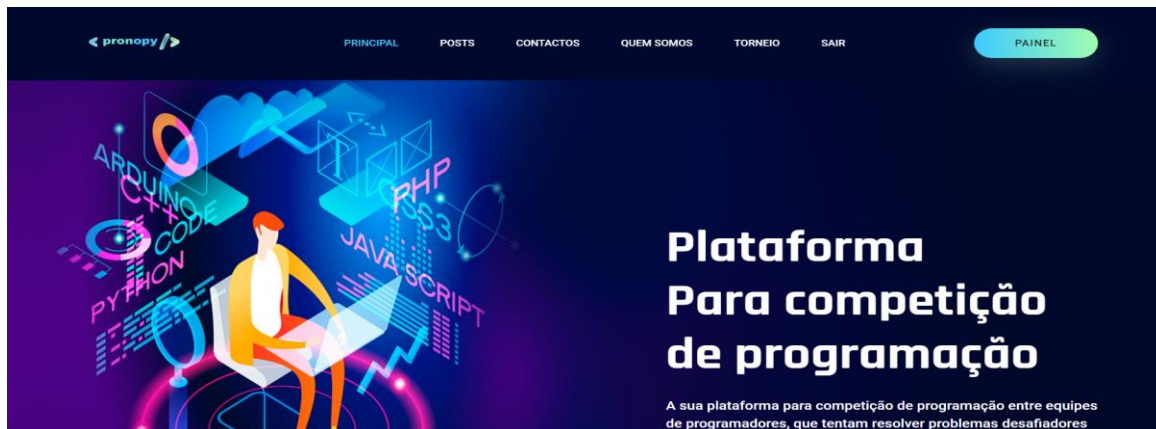 < pronopy />
PRINCIPAL
POSTS
CONTACTOS
QUEM SOMOS
TORNEIO
SAIR
PAINEL
ARDUINO
C++
CODE
PYTHON
T
PHP
CSS3
JAVA SCRIPT
Plataforma
Para competição
de programação
A sua plataforma para competição de programação entre equipes
de programadores, que tentam resolver problemas desafiadores